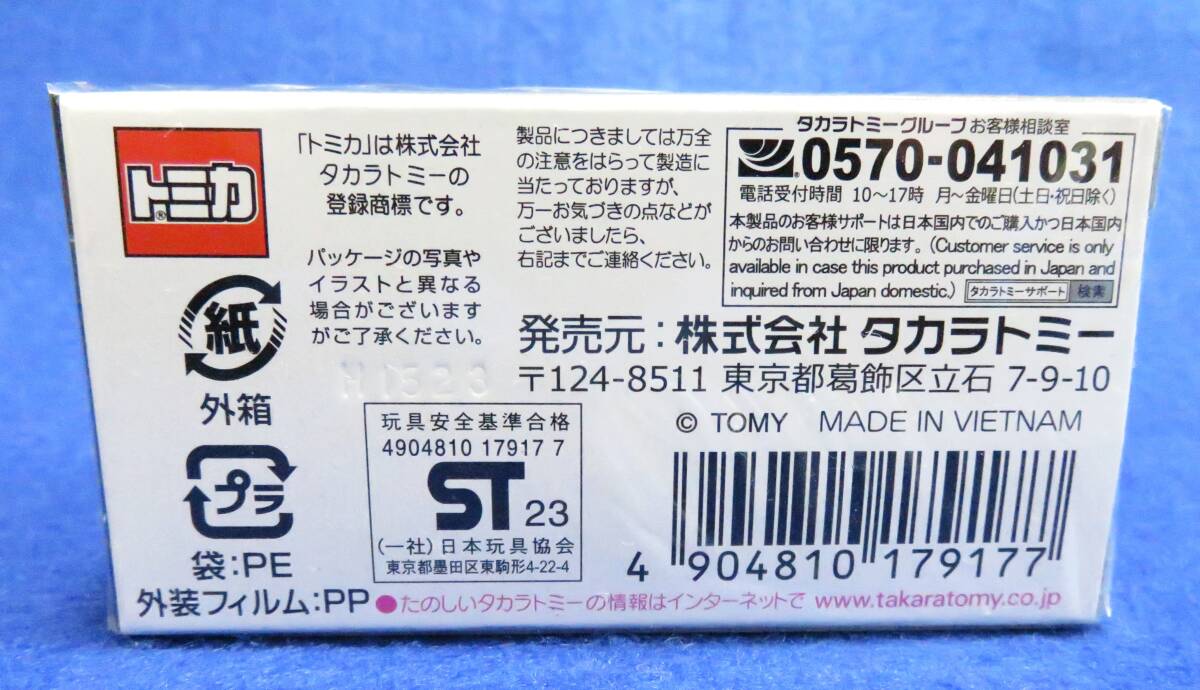 トミカ®
「トミカ」は株式会社
タカラトミーの
登録商標です。
パッケージの写真や
イラストと異なる
場合がございます
がご了承ください。
製品につきましては万全
の注意をはらって製造に
当たっておりますが、
万一お気づきの点などが
ございましたら、
右記までご連絡ください。
タカラトミーグループお客様相談室
0570-041031
電話受付時間 10～17時 月～金曜日(土日・祝日除く)
本製品のお客様サポートは日本国内でのご購入かつ日本国内
からのお問い合わせに限ります。(Customer service is only
available in case this product purchased in Japan and
inquired from Japan domestic.) タカラトミーサポート 検索
発売元：株式会社 タカラトミー
〒124-8511 東京都葛飾区立石 7-9-10
© TOMY MADE IN VIETNAM
紙
外箱
プラ
袋:PE
外装フィルム:PP
玩具安全基準合格
4904810 17917 7
ST 23
(一社)日本玩具協会
東京都墨田区東駒形4-22-4
4 904810 179177
●たのしいタカラトミーの情報はインターネットで www.takaratomy.co.jp